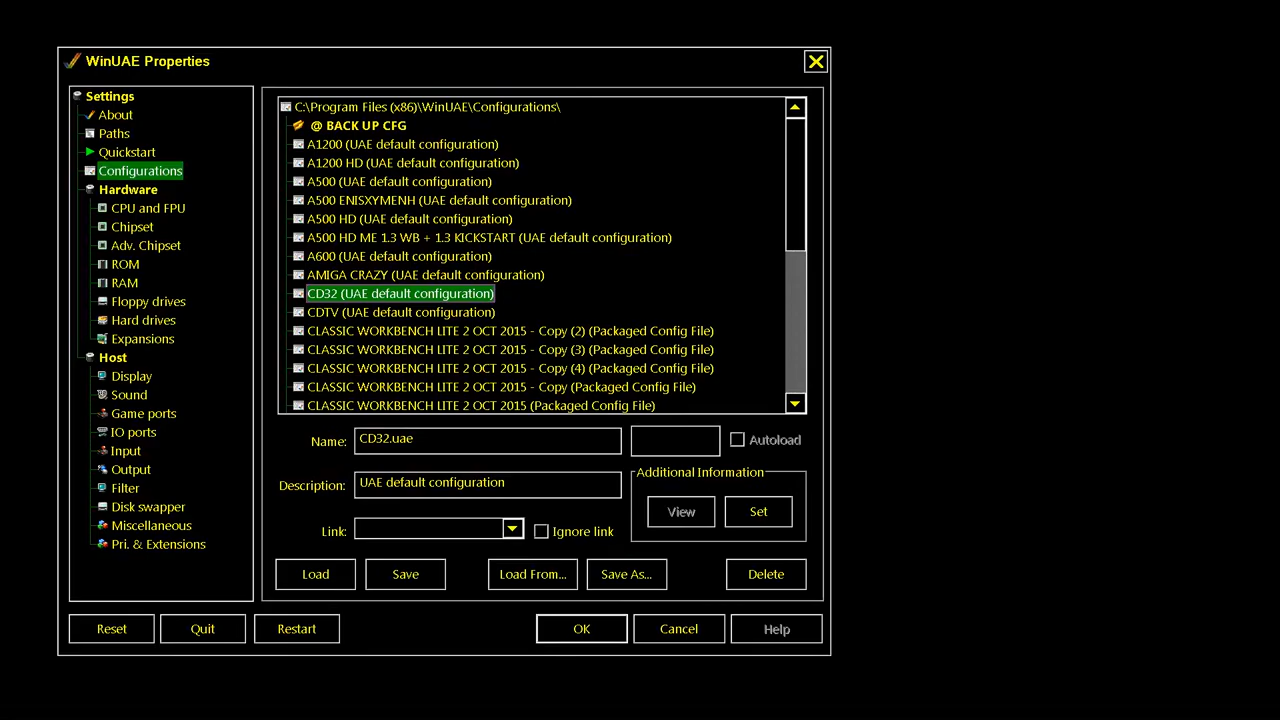 WinUAE Properties
Settings
About
Paths
Quickstart
Configurations
Hardware
CPU and FPU
Chipset
Adv. Chipset
ROM
RAM
Floppy drives
Hard drives
Expansions
Host
Display
Sound
Game ports
IO ports
Input
Output
Filter
Disk swapper
Miscellaneous
Pri. & Extensions
C:\Program Files (x86)\WinUAE\Configurations\
@ BACK UP CFG
A1200 (UAE default configuration)
A1200 HD (UAE default configuration)
A500 (UAE default configuration)
A500 ENISXYMENH (UAE default configuration)
A500 HD (UAE default configuration)
A500 HD ME 1.3 WB + 1.3 KICKSTART (UAE default configuration)
A600 (UAE default configuration)
AMIGA CRAZY (UAE default configuration)
CD32 (UAE default configuration)
CDTV (UAE default configuration)
CLASSIC WORKBENCH LITE 2 OCT 2015 - Copy (2) (Packaged Config File)
CLASSIC WORKBENCH LITE 2 OCT 2015 - Copy (3) (Packaged Config File)
CLASSIC WORKBENCH LITE 2 OCT 2015 - Copy (4) (Packaged Config File)
CLASSIC WORKBENCH LITE 2 OCT 2015 - Copy (Packaged Config File)
CLASSIC WORKBENCH LITE 2 OCT 2015 (Packaged Config File)
Name: CD32.uae
Autoload
Description: UAE default configuration
Additional Information
View Set
Link:
Ignore link
Load Save Load From... Save As... Delete
Reset Quit Restart OK Cancel Help